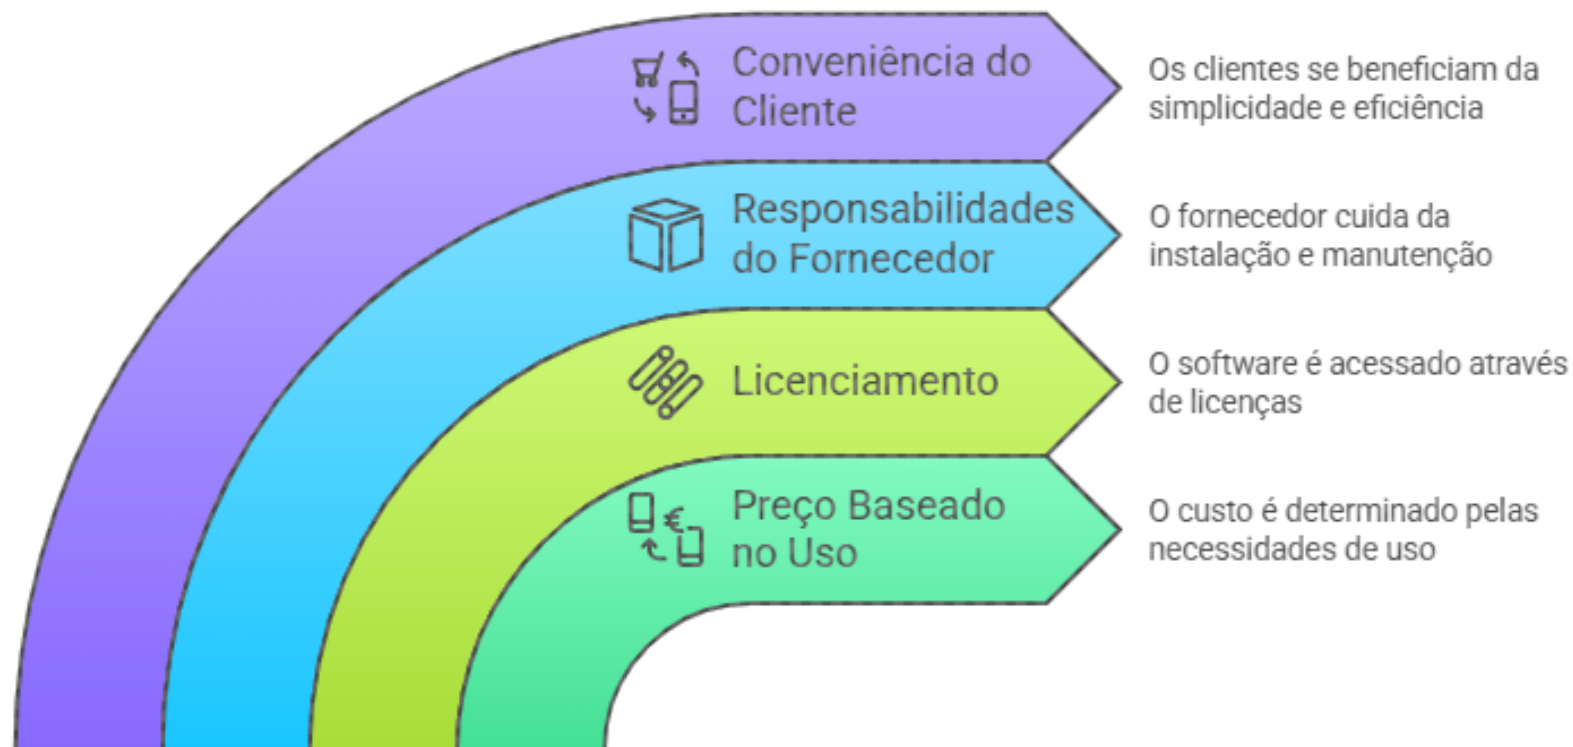 Conveniência do
Cliente
Os clientes se beneficiam da
simplicidade e eficiência
Responsabilidades
do Fornecedor
O fornecedor cuida da
instalação e manutenção
Licenciamento
O software é acessado através
de licenças
Preço Baseado
no Uso
O custo é determinado pelas
necessidades de uso